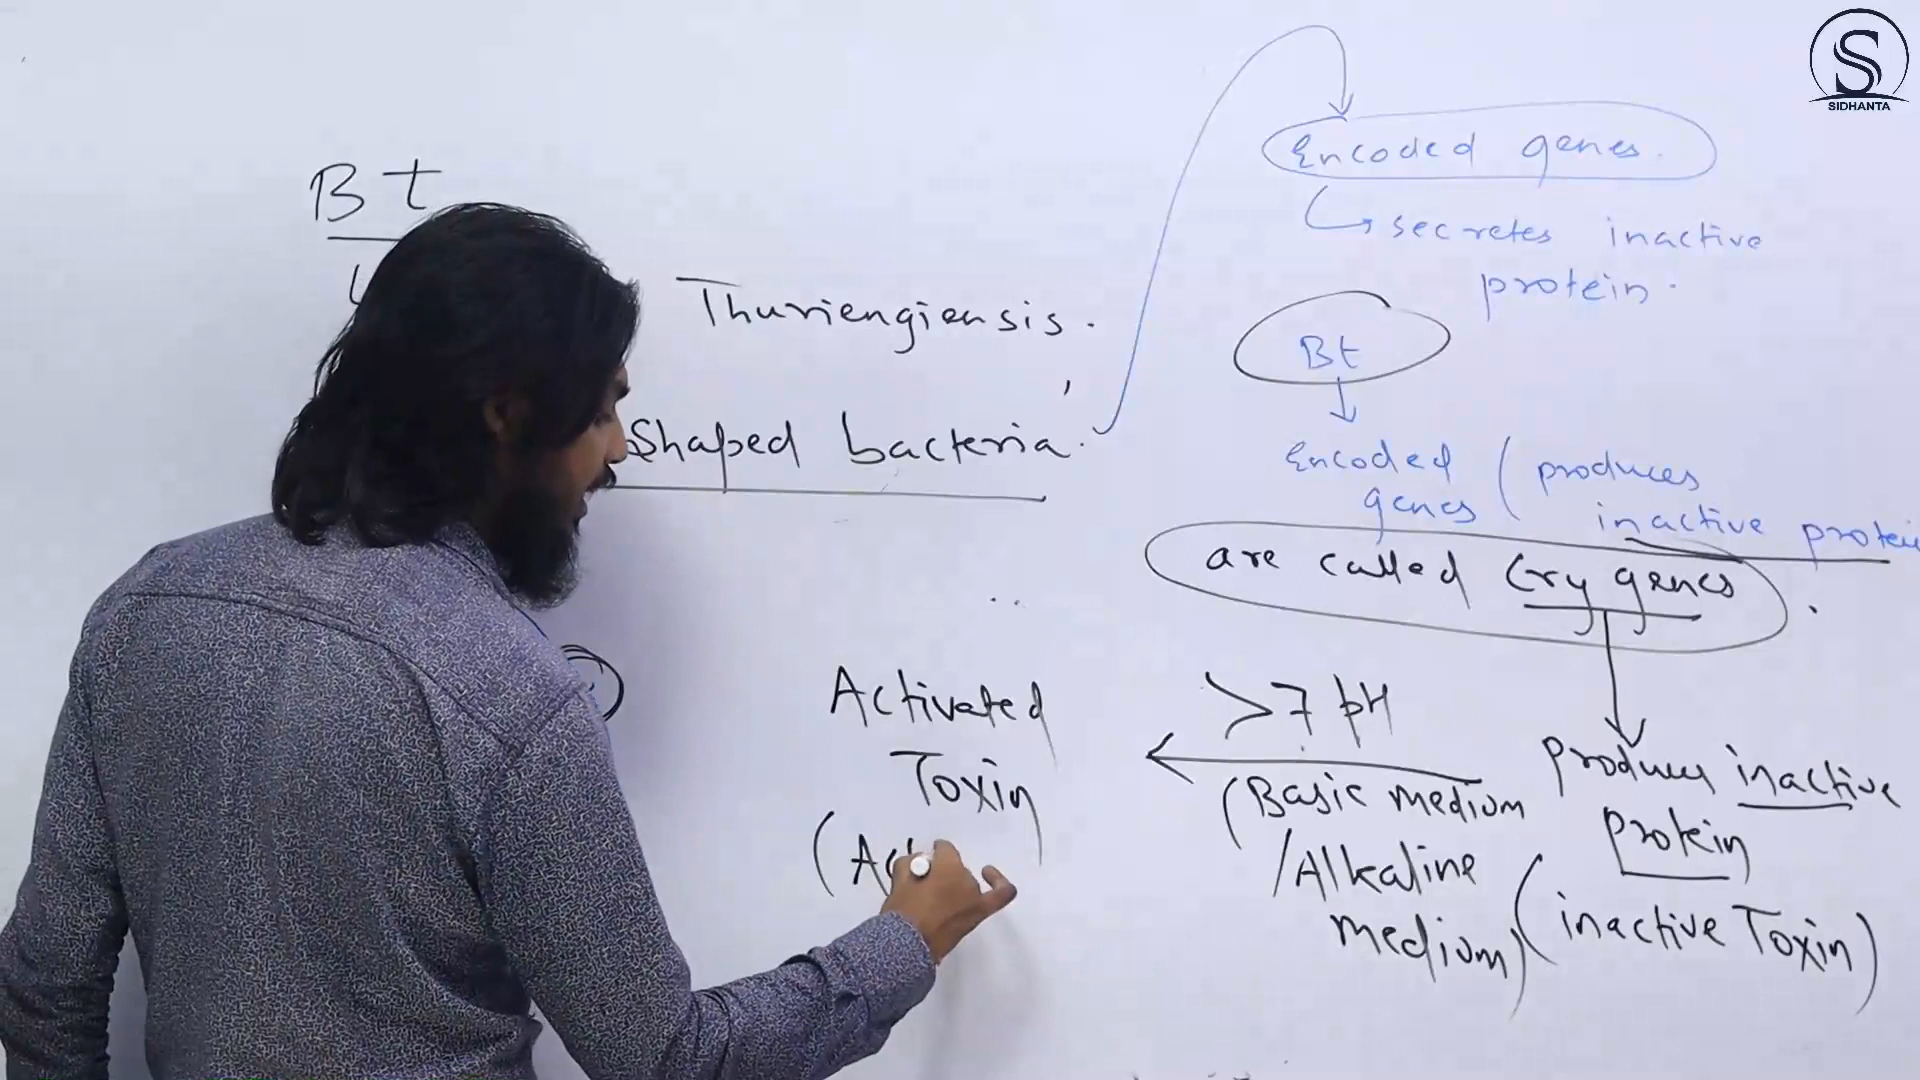 Bt
Thuriengiensis.
Shaped bacteria.
Encoded genes.
secretes inactive
protein.
Bt
Encoded
genes
(produces
inactive protein
are called Cry genes
produces inactive
protein
(inactive Toxin)
>7 pH
(Basic medium
/Alkaline
medium)
Activated
Toxin
S
SIDHANTA